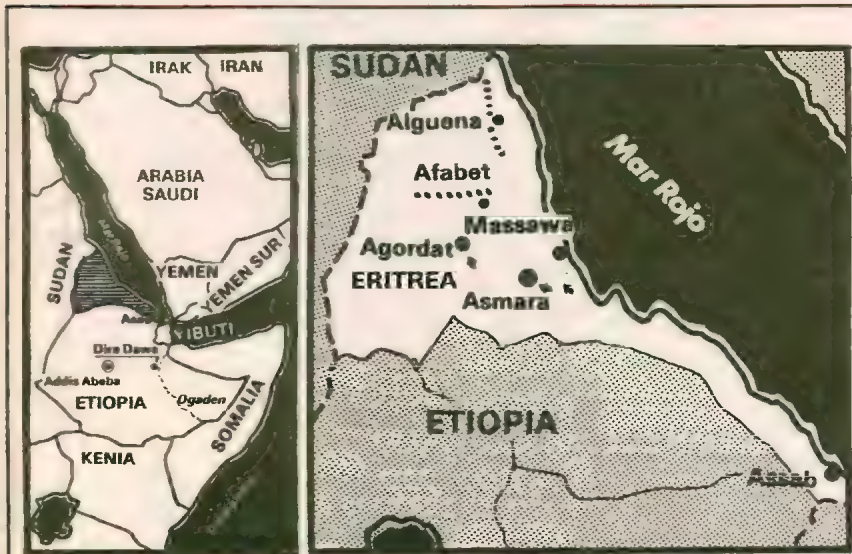 IRAK
IRAN
ARABIA
SAUDI
SUDAN
YEMEN
YEMEN SUR
YIBUTI
Dire Dawa
Addis Ababa
ETIOPIA
Ogaden
SOMALIA
KENIA
SUDAN
Alguena
Mar Rojo
Afabet
Massawa
Agordat
ERITREA
Asmara
ETIOPIA
Assab